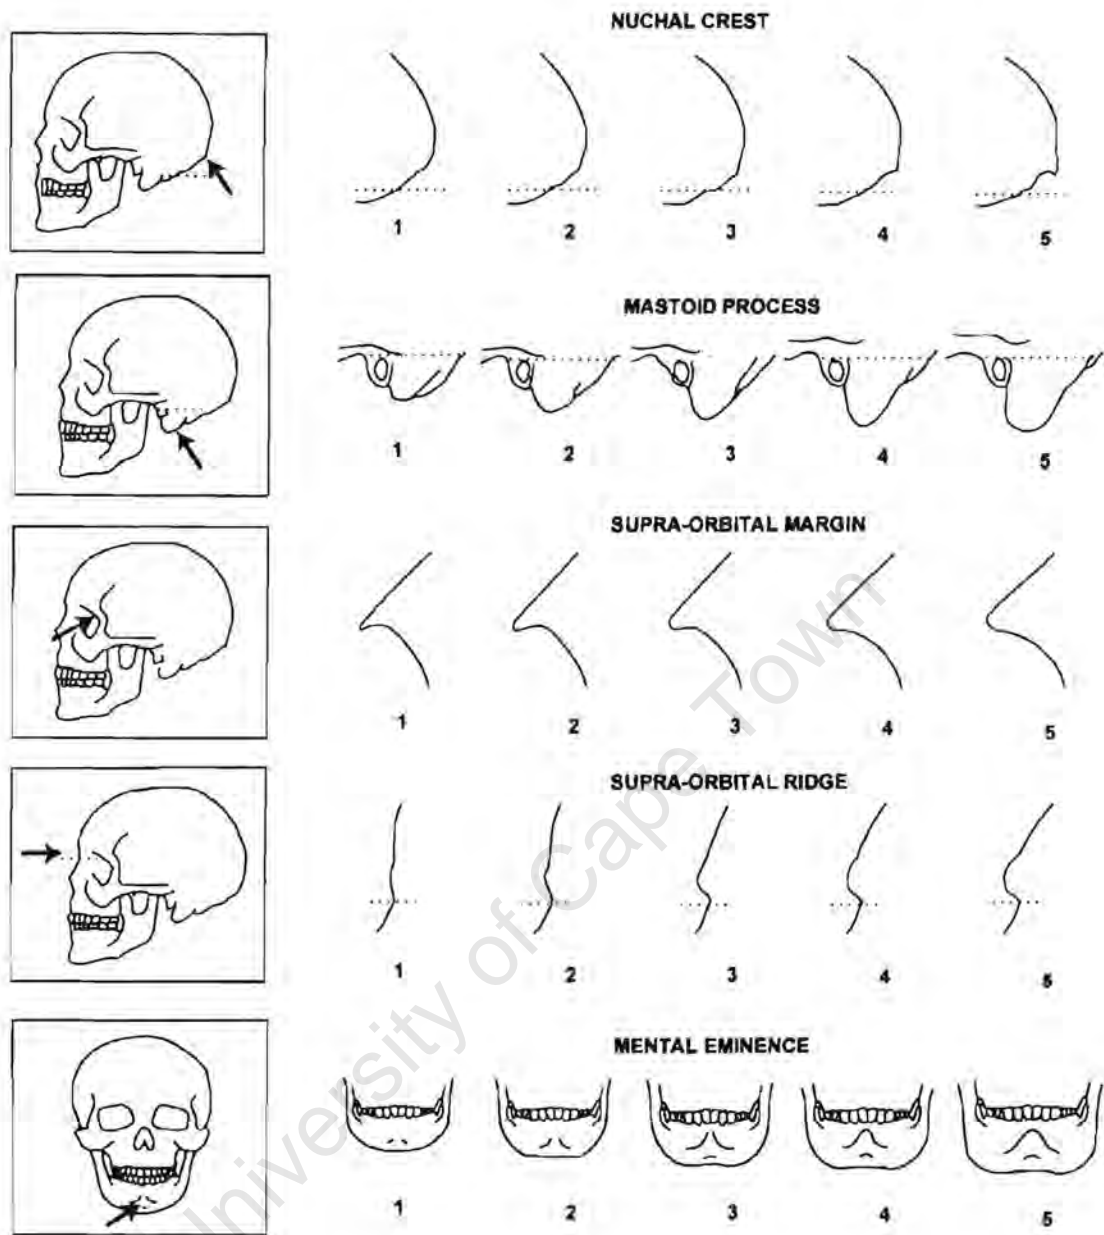 NUCHAL CREST
1 2 3 4 5
MASTOID PROCESS
1 2 3 4 5
SUPRA-ORBITAL MARGIN
1 2 3 4 5
SUPRA-ORBITAL RIDGE
1 2 3 4 5
MENTAL EMINENCE
1 2 3 4 5
University of Cape Town